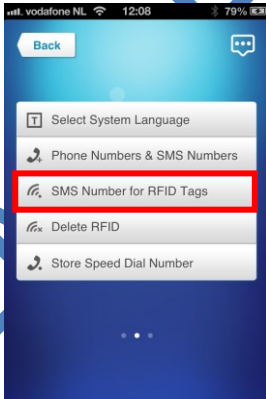 vodafone NL 12:08 79%
Back
T Select System Language
Phone Numbers & SMS Numbers
SMS Number for RFID Tags
Delete RFID
Store Speed Dial Number